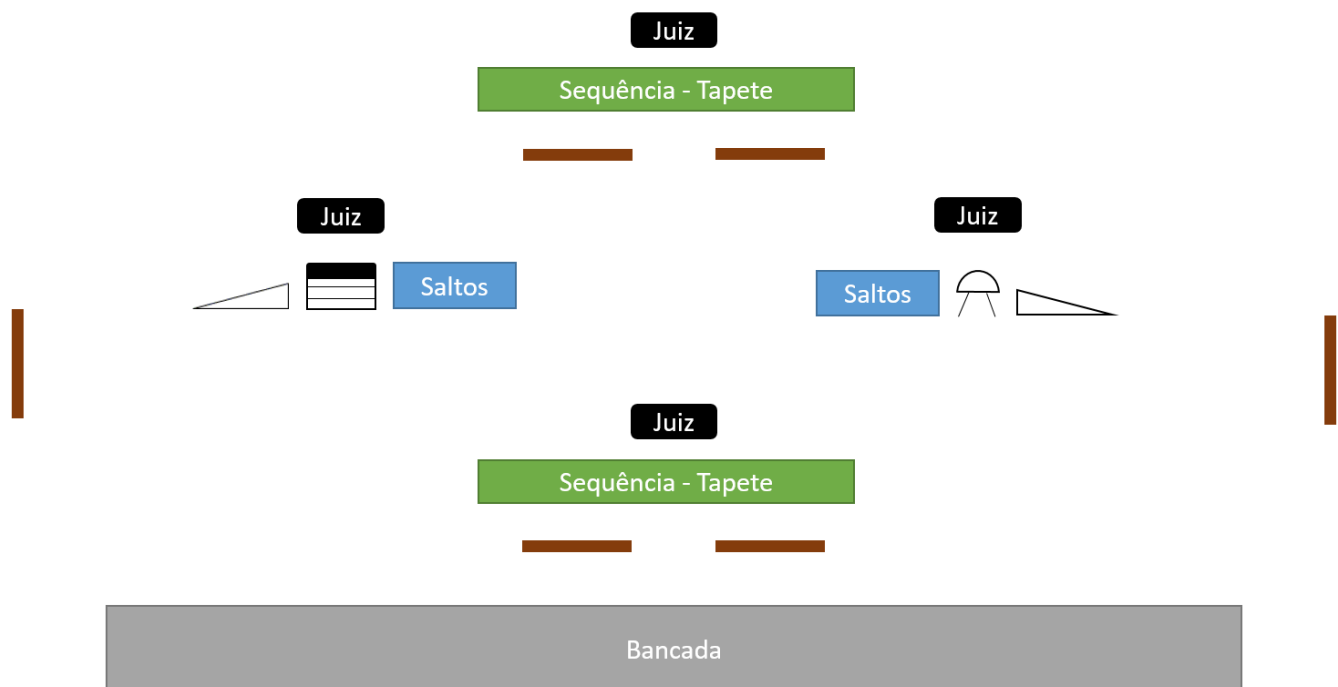 Juiz
Sequência - Tapete
Juiz
Juiz
Saltos
Saltos
Juiz
Sequência - Tapete
Bancada